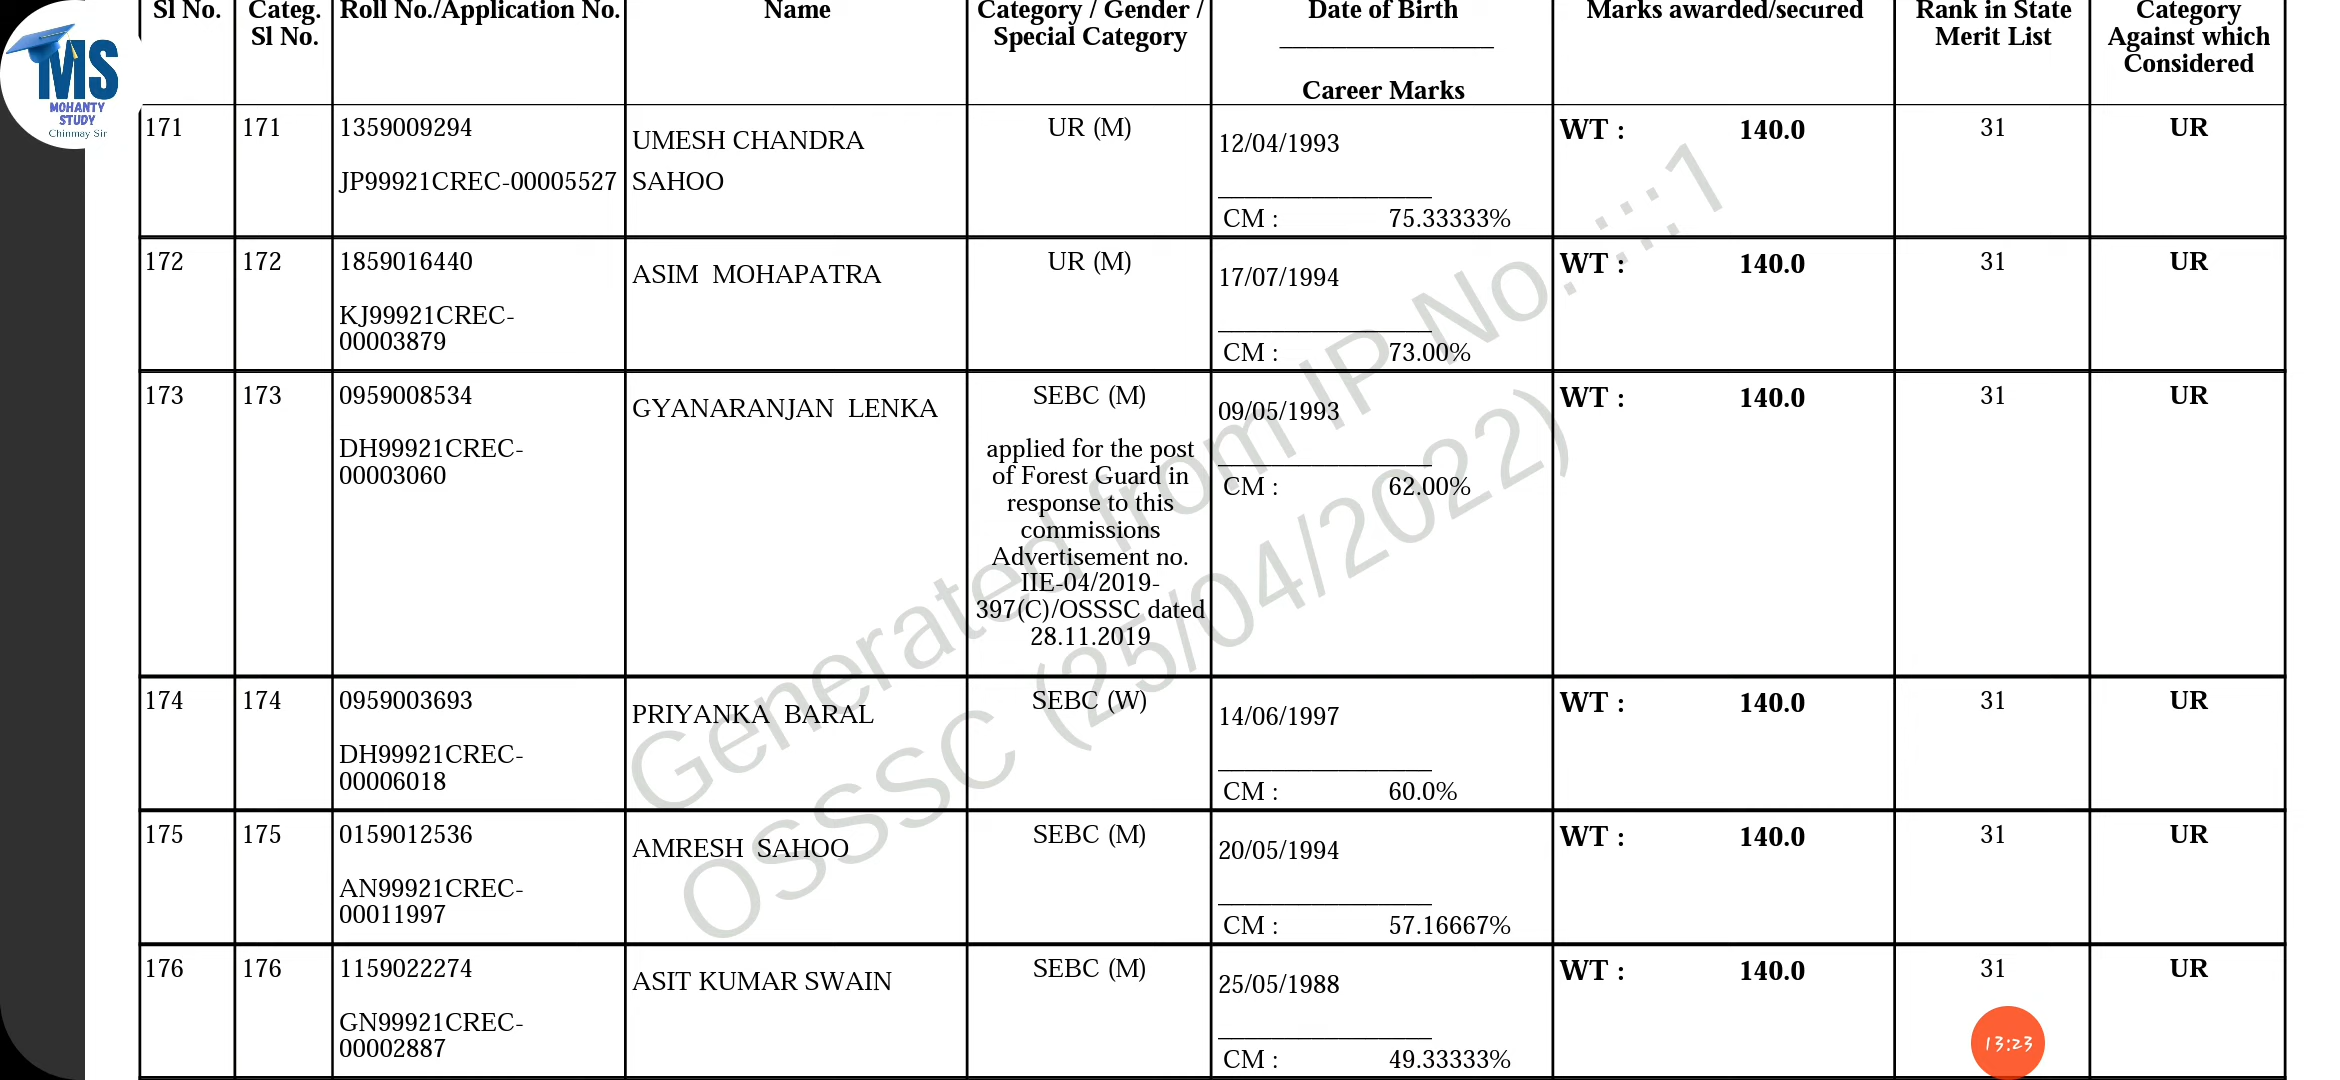 MS
MOHANTY
STUDY
Chinmay Sir
Sl No.
Categ.
Sl No.
Roll No./Application No.
Name
Category / Gender /
Special Category
Date of Birth
________________
Career Marks
Marks awarded/secured
Rank in State
Merit List
Category
Against which
Considered
171
171
1359009294
JP99921CREC-00005527
UMESH CHANDRA
SAHOO
UR (M)
12/04/1993
________________
CM : 75.33333%
WT : 140.0
31
UR
172
172
1859016440
KJ99921CREC-
00003879
ASIM MOHAPATRA
UR (M)
17/07/1994
________________
CM : 73.00%
WT : 140.0
31
UR
173
173
0959008534
DH99921CREC-
00003060
GYANARANJAN LENKA
SEBC (M)
applied for the post
of Forest Guard in
response to this
commissions
Advertisement no.
IIE-04/2019-
397(C)/OSSSC dated
28.11.2019
09/05/1993
________________
CM : 62.00%
WT : 140.0
31
UR
174
174
0959003693
DH99921CREC-
00006018
PRIYANKA BARAL
SEBC (W)
14/06/1997
________________
CM : 60.0%
WT : 140.0
31
UR
175
175
0159012536
AN99921CREC-
00011997
AMRESH SAHOO
SEBC (M)
20/05/1994
________________
CM : 57.16667%
WT : 140.0
31
UR
176
176
1159022274
GN99921CREC-
00002887
ASIT KUMAR SWAIN
SEBC (M)
25/05/1988
________________
CM : 49.33333%
WT : 140.0
31
UR
Generated from IP No.:::::1
OSSSC (25/04/2022)
13:23